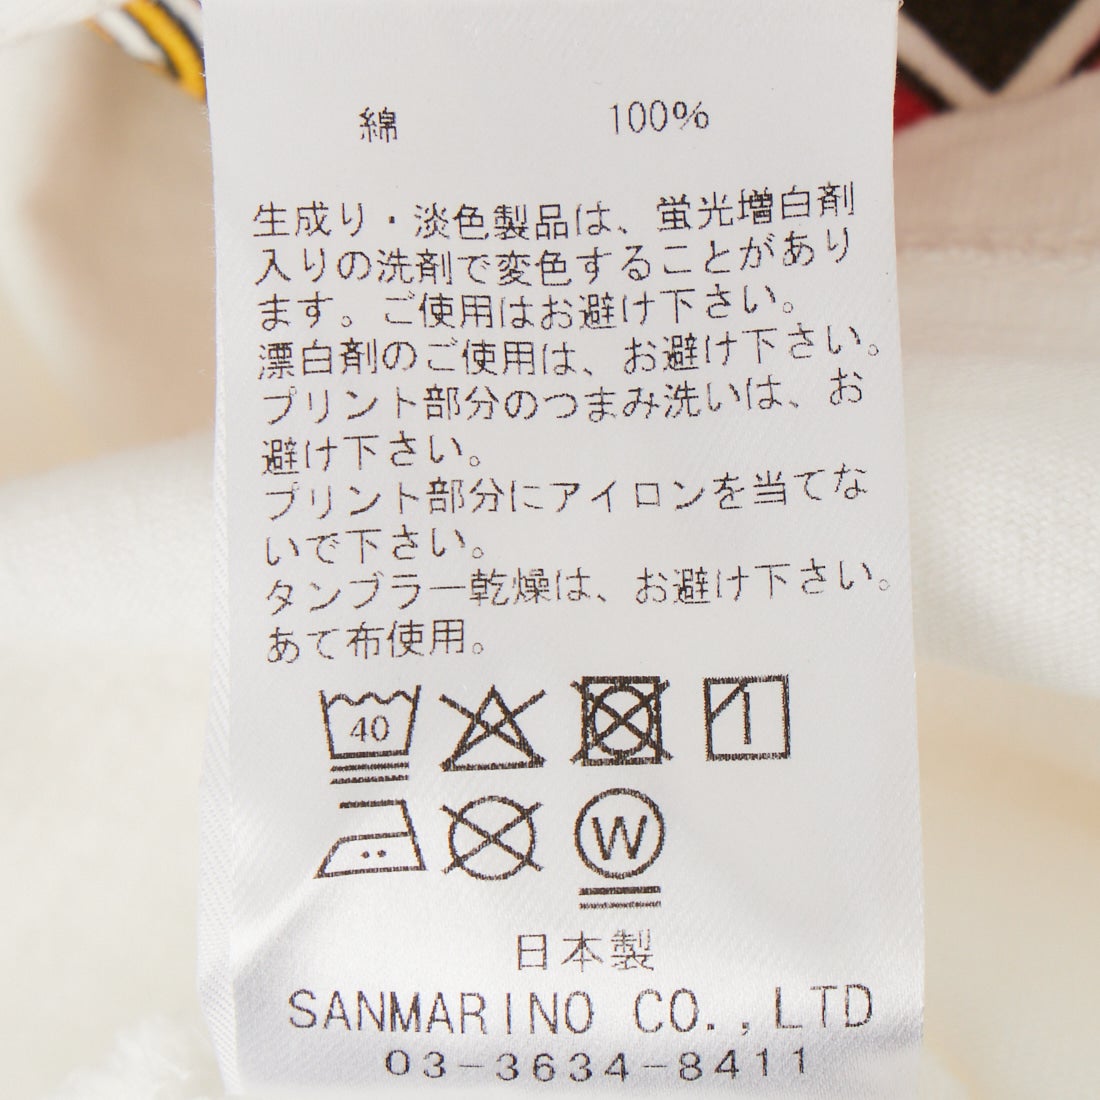 綿 100%
生成り・淡色製品は、蛍光増白剤
入りの洗剤で変色することがあり
ます。ご使用はお避け下さい。
漂白剤のご使用は、お避け下さい。
プリント部分のつまみ洗いは、お
避け下さい。
プリント部分にアイロンを当てな
いで下さい。
タンブラー乾燥は、お避け下さい。
あて布使用。
40
W
日本製
SANMARINO CO.,LTD
03-3634-8411